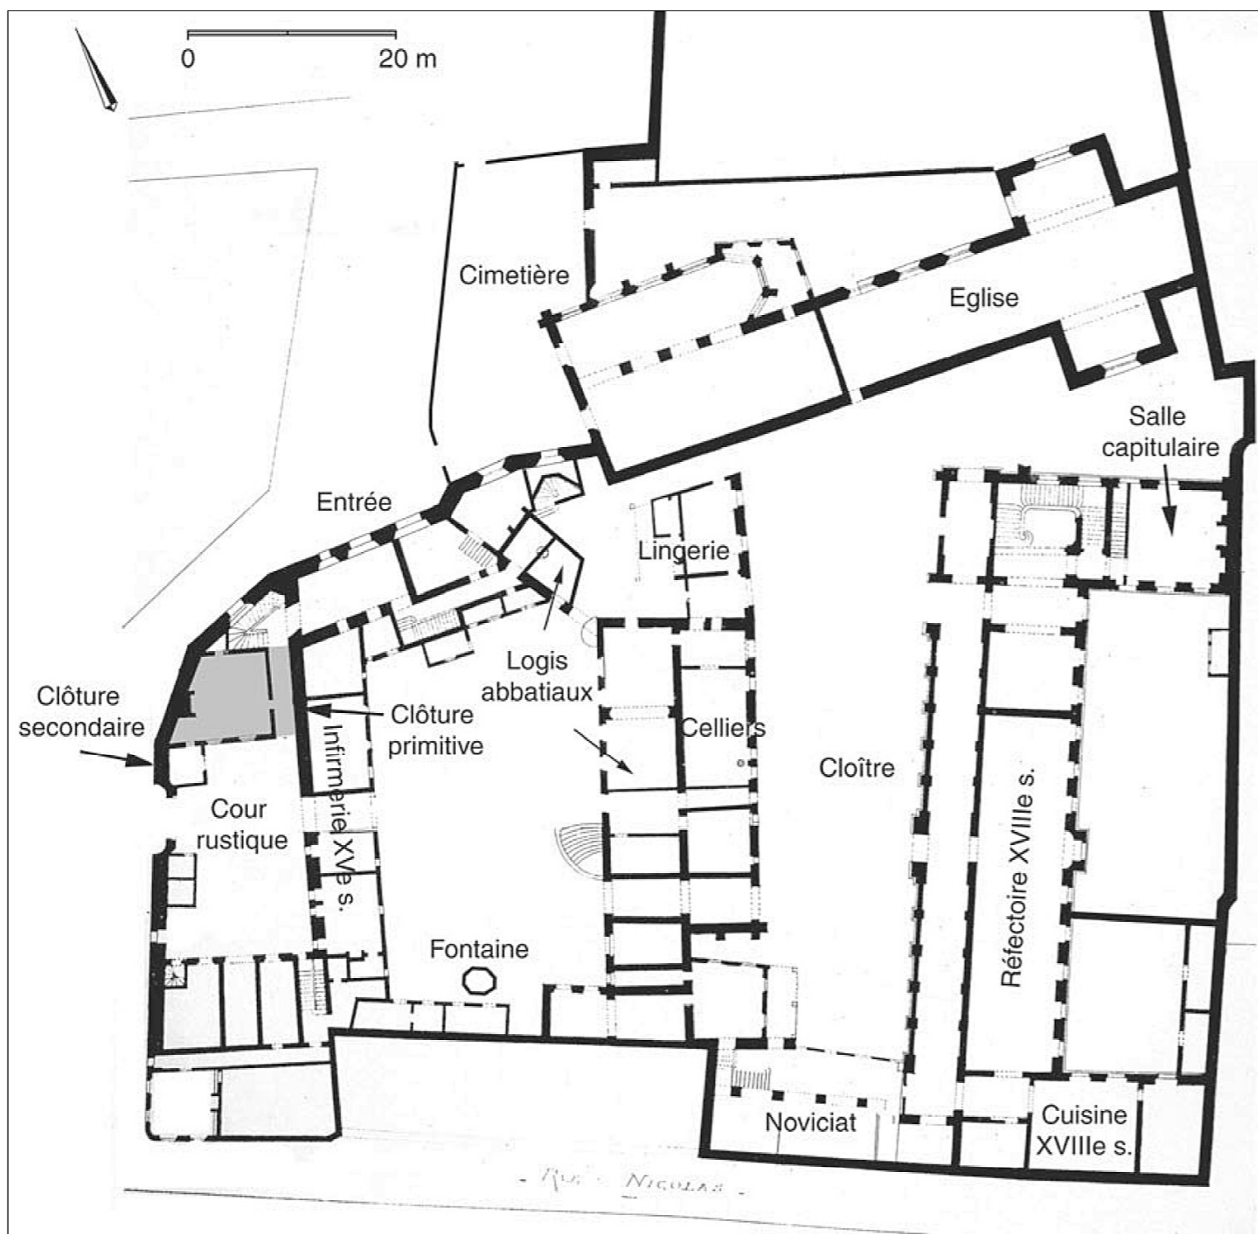 0 20 m
Cimetière
Eglise
Salle
capitulaire
Entrée
Lingerie
Logis
abbatiaux
Clôture
secondaire
Clôture
primitive
Infirmerie XVe s.
Celliers
Cloître
Cour
rustique
Réfectoire XVIIIe s.
Fontaine
Noviciat
Cuisine
XVIIIe s.
- RUE NICOLAS -